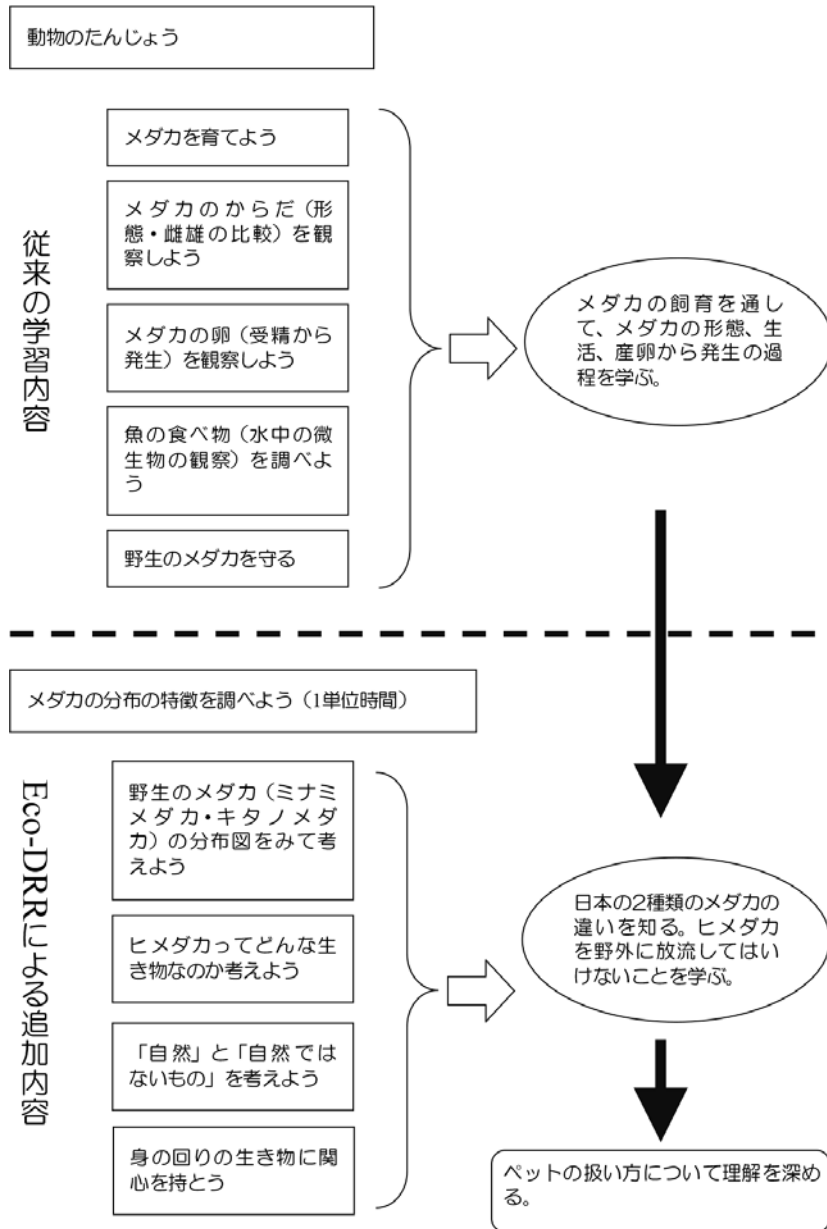 動物のたんじょう
従来の学習内容
メダカを育てよう
メダカのからだ（形
態・雌雄の比較）を観
察しよう
メダカの卵（受精から
発生）を観察しよう
魚の食べ物（水中の微
生物の観察）を調べよ
う
野生のメダカを守る
メダカの飼育を通し
て、メダカの形態、生
活、産卵から発生の過
程を学ぶ。
メダカの分布の特徴を調べよう（1単位時間）
Eco-DRRによる追加内容
野生のメダカ（ミナミ
メダカ・キタノメダ
カ）の分布図をみて考
えよう
ヒメダカってどんな生
き物なのか考えよう
「自然」と「自然では
ないもの」を考えよう
身の回りの生き物に関
心を持とう
日本の2種類のメダカの
違いを知る。ヒメダカ
を野外に放流してはい
けないことを学ぶ。
ペットの扱い方について理解を深め
る。